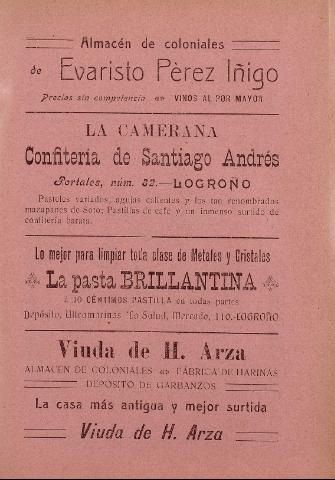 Almacén de coloniales
de Evaristo Pèrez Iñigo
Precios sin competencia en VINOS AL POR MAYOR
LA CAMERANA
Confitería de Santiago Andrés
Portales, núm. 32.—LOGROÑO
Pasteles variados, agujas calientes y los tan renombrados
mazapanes de Soto; Pastillas de café y un inmenso surtido de
confitería barata.
Lo mejor para limpiar toda clase de Metales y Cristales
La pasta BRILLANTINA
á 10 CÉNTIMOS PASTILLA en todas partes
Depósito, Ultramarinos "La Salud, Mercado, 110.-LOGROÑO
Viuda de H. Arza
ALMACEN DE COLONIALES FÁBRICA DE HARINAS
DEPÓSITO DE GARBANZOS
La casa más antigua y mejor surtida
Viuda de H. Arza